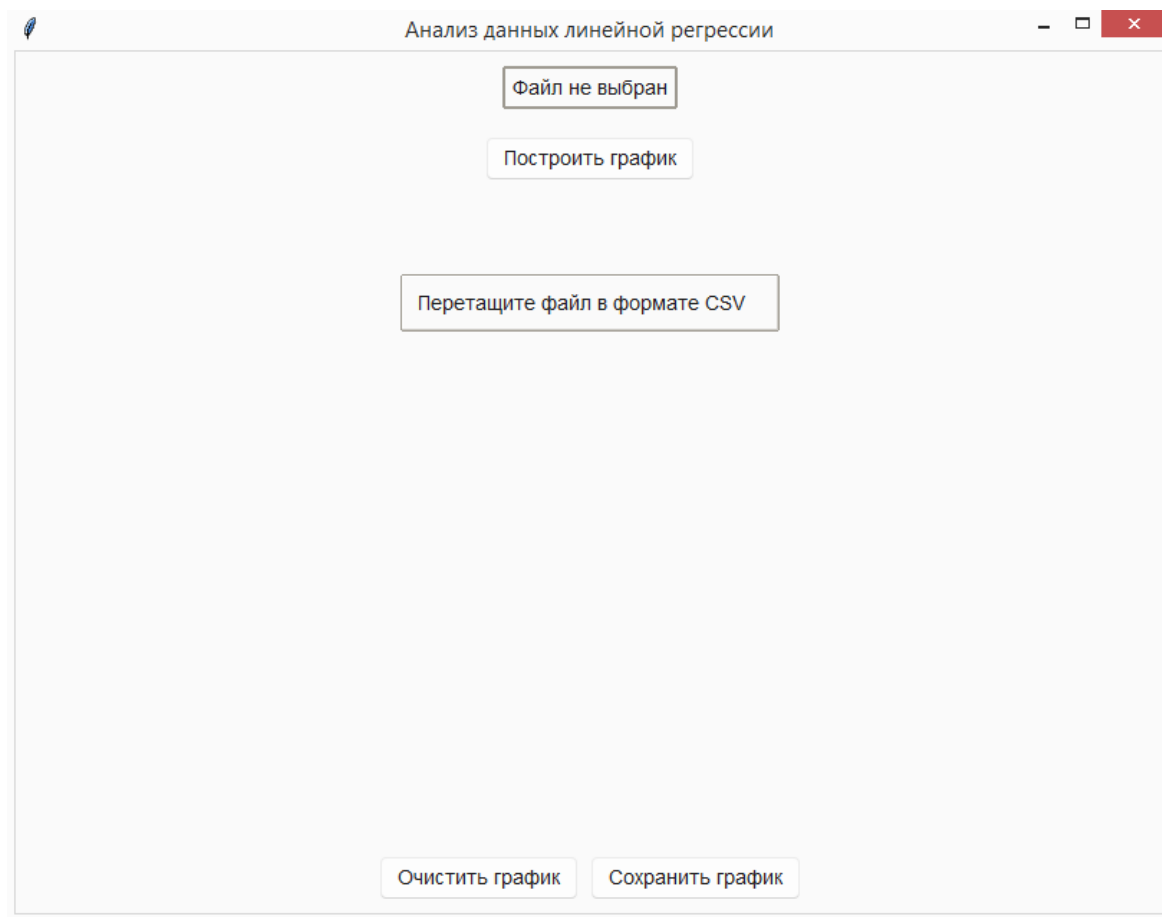 Анализ данных линейной регрессии
Файл не выбран
Построить график
Перетащите файл в формате CSV
Очистить график
Сохранить график